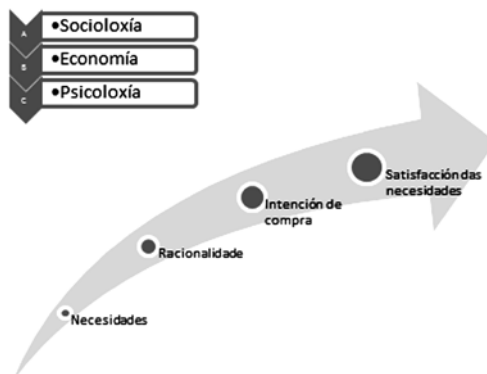 A
•Socioloxía
B
•Economía
C
•Psicoloxía
Satisfacción das
necesidades
Intención de
compra
Racionalidade
Necesidades